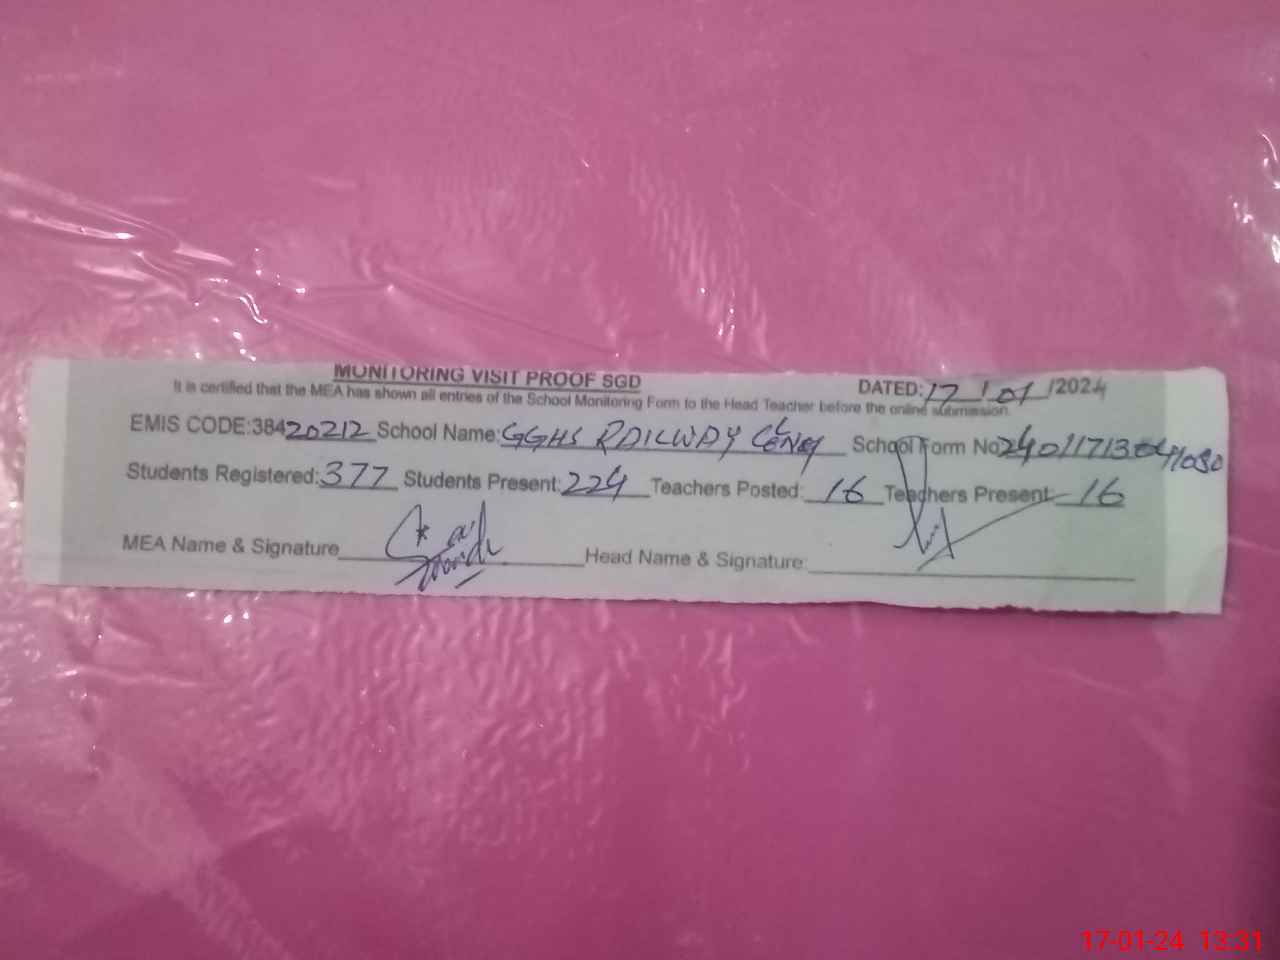 MONITORING VISIT PROOF SGD DATED: 17/01/2024
It is certified that the MEA has shown all entries of the School Monitoring Form to the Head Teacher before the online submission.
EMIS CODE:38420212 School Name: GGHS RAILWAY School Form No
Students Registered: 377 Students Present: 224 Teachers Posted: 16 Teachers Present: 16
MEA Name & Signature Head Name & Signature:
17-01-24 13:31